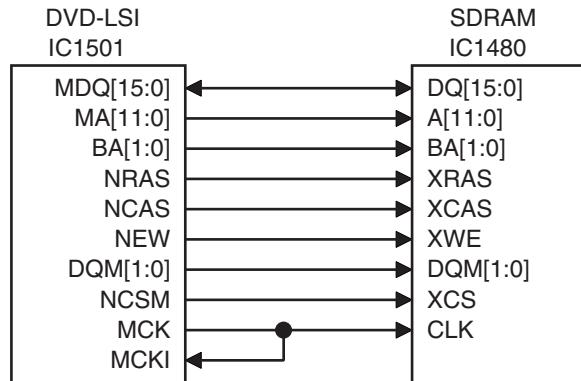 DVD-LSI
IC1501
SDRAM
IC1480
MDQ[15:0]
DQ[15:0]
MA[11:0]
A[11:0]
BA[1:0]
BA[1:0]
NRAS
XRAS
NCAS
XCAS
NEW
XWE
DQM[1:0]
DQM[1:0]
NCSM
XCS
MCK
CLK
MCKI